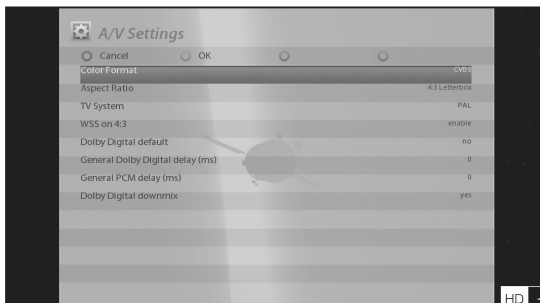 A/V Settings
Cancel OK
Color Format CVBS
Aspect Ratio 4:3 Letterbox
TV System PAL
WSS on 4:3 enable
Dolby Digital default no
General Dolby Digital delay (ms) 0
General PCM delay (ms) 0
Dolby Digital downmix yes
HD